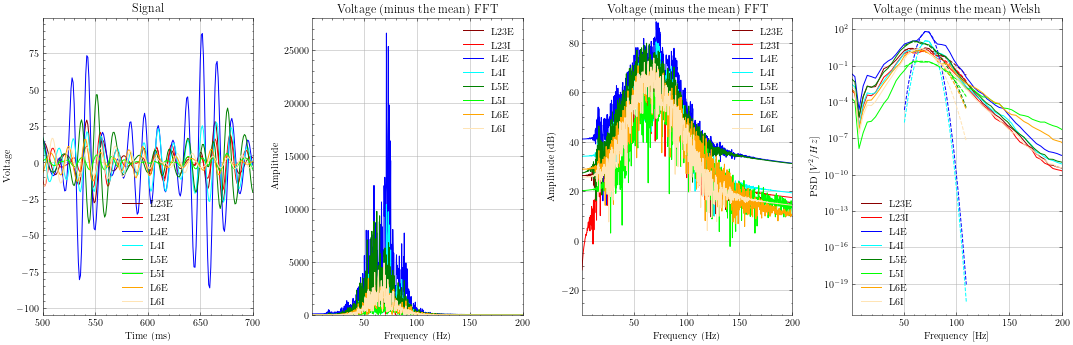 Signal
Voltage
75
50
25
0
−25
−50
−75
−100
500
550
600
650
700
Time (ms)
L23E
L23I
L4E
L4I
L5E
L5I
L6E
L6I
Voltage (minus the mean) FFT
Amplitude
25000
20000
15000
10000
5000
0
50
100
150
200
Frequency (Hz)
L23E
L23I
L4E
L4I
L5E
L5I
L6E
L6I
Voltage (minus the mean) FFT
Amplitude (dB)
80
60
40
20
0
−20
50
100
150
200
Frequency (Hz)
L23E
L23I
L4E
L4I
L5E
L5I
L6E
L6I
Voltage (minus the mean) Welsh
PSD [V²/Hz]
10²
10⁻¹
10⁻⁴
10⁻⁷
10⁻¹⁰
10⁻¹³
10⁻¹⁶
10⁻¹⁹
50
100
150
200
Frequency [Hz]
L23E
L23I
L4E
L4I
L5E
L5I
L6E
L6I